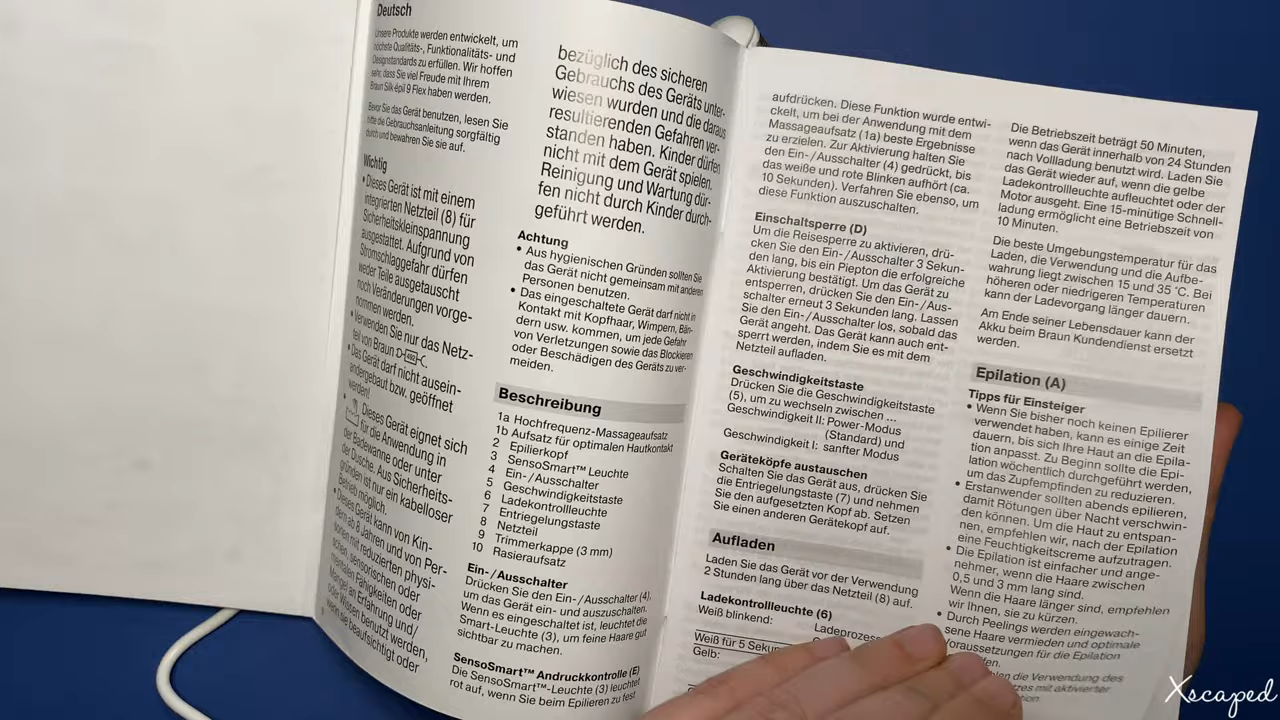 Deutsch
Unsere Produkte werden entwickelt, um
höchste Qualitäts-, Funktionalitäts- und
Designstandards zu erfüllen. Wir hoffen
sehr, dass Sie viel Freude mit Ihrem
Braun Silk·épil 9 Flex haben werden.
Bevor Sie das Gerät benutzen, lesen Sie
bitte die Gebrauchsanleitung sorgfältig
durch und bewahren Sie sie auf.
Wichtig
• Dieses Gerät ist mit einem
integrierten Netzteil (8) für
Sicherheitskleinspannung
ausgestattet. Aufgrund von
Stromschlaggefahr dürfen
weder Teile ausgetauscht
noch Veränderungen vorge-
nommen werden.
• Verwenden Sie nur das Netz-
teil von Braun
• Das Gerät darf nicht ausein-
andergebaut bzw. geöffnet
werden!
• Dieses Gerät eignet sich
für die Anwendung in
der Badewanne oder unter
der Dusche. Aus Sicherheits-
gründen ist nur ein kabelloser
Betrieb möglich.
• Dieses Gerät kann von Kin-
dern ab 8 Jahren und von Per-
sonen mit reduzierten physi-
schen, sensorischen oder
mentalen Fähigkeiten oder
Mangel an Erfahrung und/
oder Wissen benutzt werden,
wenn sie beaufsichtigt oder
bezüglich des sicheren
Gebrauchs des Geräts unter-
wiesen wurden und die daraus
resultierenden Gefahren ver-
standen haben. Kinder dürfen
nicht mit dem Gerät spielen.
Reinigung und Wartung dür-
fen nicht durch Kinder durch-
geführt werden.
Achtung
• Aus hygienischen Gründen sollten Sie
das Gerät nicht gemeinsam mit anderen
Personen benutzen.
• Das eingeschaltete Gerät darf nicht in
Kontakt mit Kopfhaar, Wimpern, Bän-
dern usw. kommen, um jede Gefahr
von Verletzungen sowie das Blockieren
oder Beschädigen des Geräts zu ver-
meiden.
Beschreibung
1a Hochfrequenz-Massageaufsatz
1b Aufsatz für optimalen Hautkontakt
2 Epilierkopf
3 SensoSmart™ Leuchte
4 Ein-/Ausschalter
5 Geschwindigkeitstaste
6 Ladekontrollleuchte
7 Entriegelungstaste
8 Netzteil
9 Trimmerkappe (3 mm)
10 Rasieraufsatz
Ein-/Ausschalter
Drücken Sie den Ein-/Ausschalter (4),
um das Gerät ein- und auszuschalten.
Wenn es eingeschaltet ist, leuchtet die
Smart-Leuchte (3), um feine Haare gut
sichtbar zu machen.
SensoSmart™ Andruckkontrolle (E)
Die SensoSmart™-Leuchte (3) leuchtet
rot auf, wenn Sie beim Epilieren zu fest
aufdrücken. Diese Funktion wurde entwi-
ckelt, um bei der Anwendung mit dem
Massageaufsatz (1a) beste Ergebnisse
zu erzielen. Zur Aktivierung halten Sie
den Ein-/Ausschalter (4) gedrückt, bis
das weiße und rote Blinken aufhört (ca.
10 Sekunden). Verfahren Sie ebenso, um
diese Funktion auszuschalten.
Einschaltsperre (D)
Um die Reisesperre zu aktivieren, drü-
cken Sie den Ein-/Ausschalter 3 Sekun-
den lang, bis ein Piepton die erfolgreiche
Aktivierung bestätigt. Um das Gerät zu
entsperren, drücken Sie den Ein-/Aus-
schalter erneut 3 Sekunden lang. Lassen
Sie den Ein-/Ausschalter los, sobald das
Gerät angeht. Das Gerät kann auch ent-
sperrt werden, indem Sie es mit dem
Netzteil aufladen.
Geschwindigkeitstaste
Drücken Sie die Geschwindigkeitstaste
(5), um zu wechseln zwischen ...
Geschwindigkeit II: Power-Modus
(Standard) und
Geschwindigkeit I: sanfter Modus
Geräteköpfe austauschen
Schalten Sie das Gerät aus, drücken Sie
die Entriegelungstaste (7) und nehmen
Sie den aufgesetzten Kopf ab. Setzen
Sie einen anderen Gerätekopf auf.
Aufladen
Laden Sie das Gerät vor der Verwendung
2 Stunden lang über das Netzteil (8) auf.
Ladekontrollleuchte (6)
Weiß blinkend: Ladeprozess
Weiß für 5 Sekun
Gelb:
Die Betriebszeit beträgt 50 Minuten,
wenn das Gerät innerhalb von 24 Stunden
nach Vollladung benutzt wird. Laden Sie
das Gerät wieder auf, wenn die gelbe
Ladekontrollleuchte aufleuchtet oder der
Motor ausgeht. Eine 15-minütige Schnell-
ladung ermöglicht eine Betriebszeit von
10 Minuten.
Die beste Umgebungstemperatur für das
Laden, die Verwendung und die Aufbe-
wahrung liegt zwischen 15 und 35 °C. Bei
höheren oder niedrigeren Temperaturen
kann der Ladevorgang länger dauern.
Am Ende seiner Lebensdauer kann der
Akku beim Braun Kundendienst ersetzt
werden.
Epilation (A)
Tipps für Einsteiger
• Wenn Sie bisher noch keinen Epilierer
verwendet haben, kann es einige Zeit
dauern, bis sich Ihre Haut an die Epila-
tion anpasst. Zu Beginn sollte die Epi-
lation wöchentlich durchgeführt werden,
um das Zupfempfinden zu reduzieren.
• Erstanwender sollten abends epilieren,
damit Rötungen über Nacht verschwin-
den können. Um die Haut zu entspan-
nen, empfehlen wir, nach der Epilation
eine Feuchtigkeitscreme aufzutragen.
• Die Epilation ist einfacher und ange-
nehmer, wenn die Haare zwischen
0,5 und 3 mm lang sind.
Wenn die Haare länger sind, empfehlen
wir Ihnen, sie zu kürzen.
• Durch Peelings werden eingewach-
sene Haare vermieden und optimale
Voraussetzungen für die Epilation
fen.
len die Verwendung des
tzes mit aktivierter
Xscaped